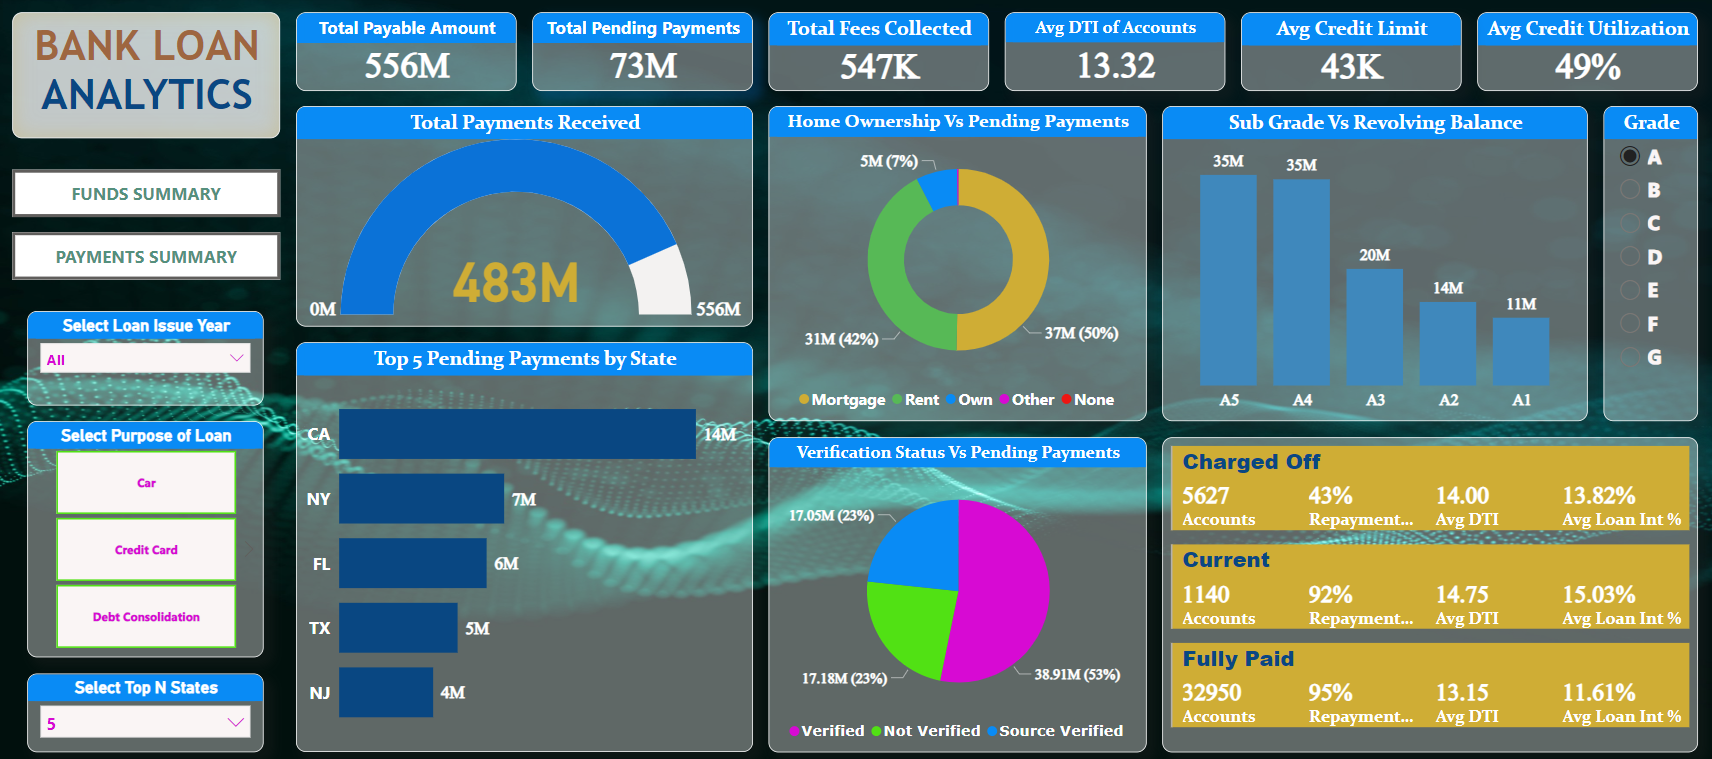 BANK LOAN
ANALYTICS
FUNDS SUMMARY
PAYMENTS SUMMARY
Select Loan Issue Year
All
Select Purpose of Loan
Car
Credit Card
Debt Consolidation
Select Top N States
5
Total Payable Amount
556M
Total Pending Payments
73M
Total Fees Collected
547K
Avg DTI of Accounts
13.32
Avg Credit Limit
43K
Avg Credit Utilization
49%
Total Payments Received
483M
0M
556M
Top 5 Pending Payments by State
CA
14M
NY
7M
FL
6M
TX
5M
NJ
4M
Home Ownership Vs Pending Payments
5M (7%)
31M (42%)
37M (50%)
Mortgage Rent Own Other None
Verification Status Vs Pending Payments
17.05M (23%)
17.18M (23%)
38.91M (53%)
Verified Not Verified Source Verified
Sub Grade Vs Revolving Balance
35M
35M
20M
14M
11M
A5 A4 A3 A2 A1
Grade
A
B
C
D
E
F
G
Charged Off
5627 43% 14.00 13.82%
Accounts Repayment... Avg DTI Avg Loan Int %
Current
1140 92% 14.75 15.03%
Accounts Repayment... Avg DTI Avg Loan Int %
Fully Paid
32950 95% 13.15 11.61%
Accounts Repayment... Avg DTI Avg Loan Int %